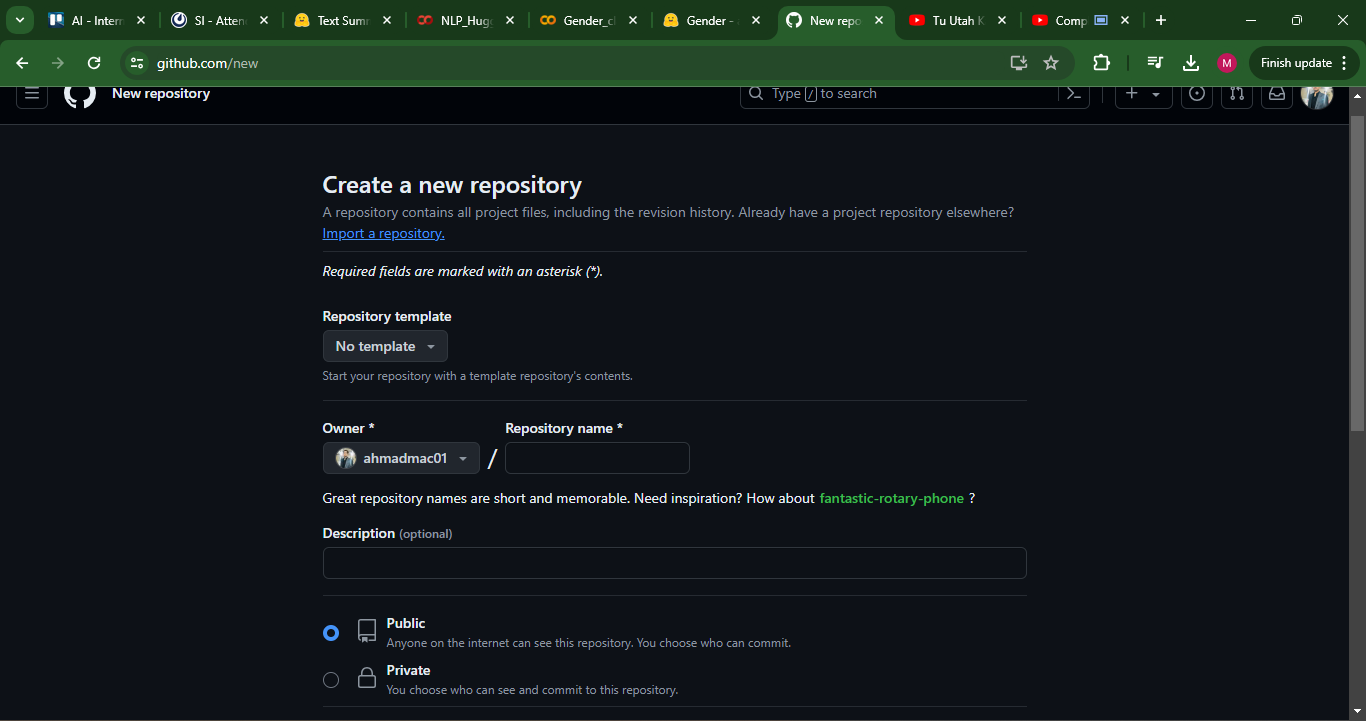 AI - Intern
SI - Atten
Text Sum
NLP_Hug
Gender_cl
Gender -
New repo
Tu Utah K
Comp
github.com/new
M
Finish update
New repository
Type / to search
Create a new repository
A repository contains all project files, including the revision history. Already have a project repository elsewhere?
Import a repository.
Required fields are marked with an asterisk (*).
Repository template
No template
Start your repository with a template repository's contents.
Owner *
Repository name *
ahmadmac01
/
Great repository names are short and memorable. Need inspiration? How about fantastic-rotary-phone ?
Description (optional)
Public
Anyone on the internet can see this repository. You choose who can commit.
Private
You choose who can see and commit to this repository.